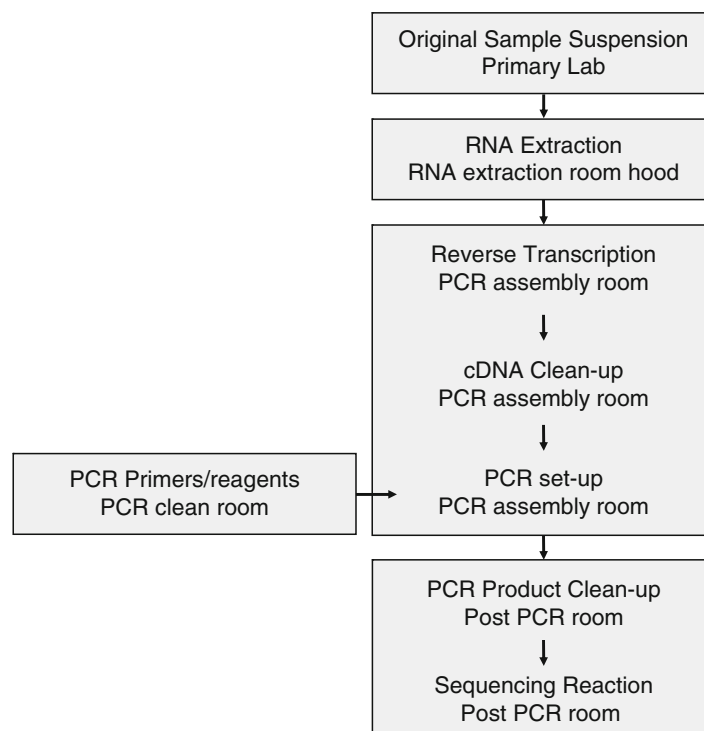 Original Sample Suspension
Primary Lab
RNA Extraction
RNA extraction room hood
Reverse Transcription
PCR assembly room
cDNA Clean-up
PCR assembly room
PCR Primers/reagents
PCR clean room
PCR set-up
PCR assembly room
PCR Product Clean-up
Post PCR room
Sequencing Reaction
Post PCR room